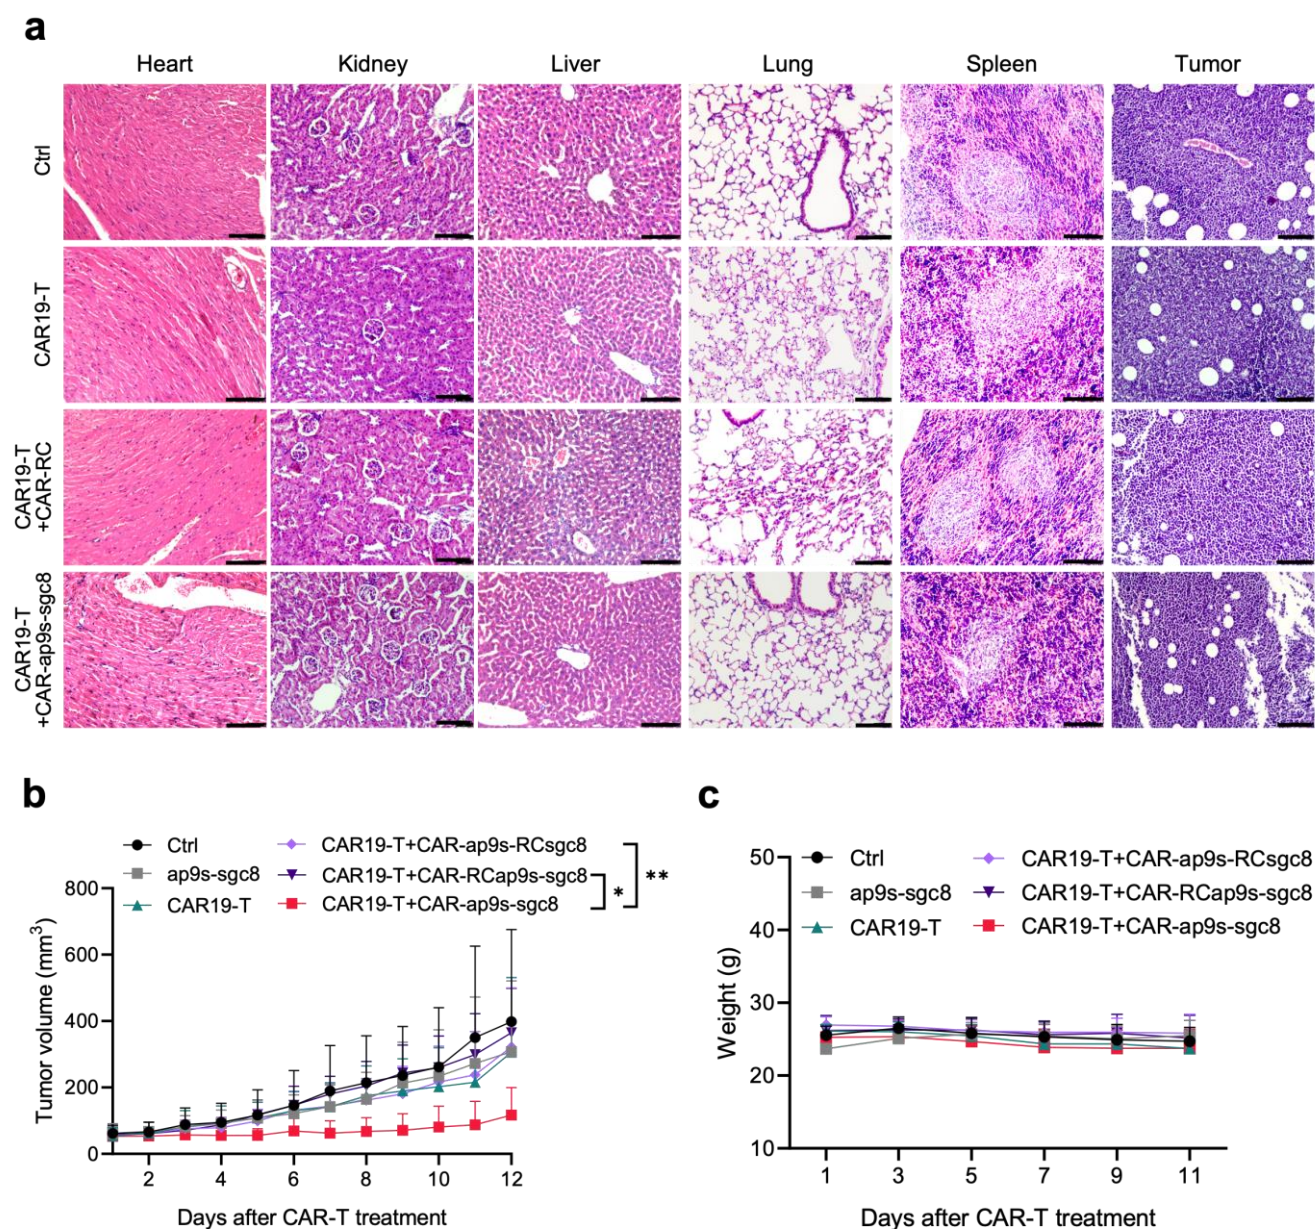 a
Heart Kidney Liver Lung Spleen Tumor
Ctrl
CAR19-T
CAR19-T
+CAR-RC
CAR19-T
+CAR-ap9s-sgc8
b
Ctrl
ap9s-sgc8
CAR19-T
CAR19-T+CAR-ap9s-RCsgc8
CAR19-T+CAR-RCap9s-sgc8
CAR19-T+CAR-ap9s-sgc8
*
**
Tumor volume (mm³)
800
600
400
200
0
2 4 6 8 10 12
Days after CAR-T treatment
c
Ctrl
ap9s-sgc8
CAR19-T
CAR19-T+CAR-ap9s-RCsgc8
CAR19-T+CAR-RCap9s-sgc8
CAR19-T+CAR-ap9s-sgc8
Weight (g)
50
40
30
20
10
1 3 5 7 9 11
Days after CAR-T treatment